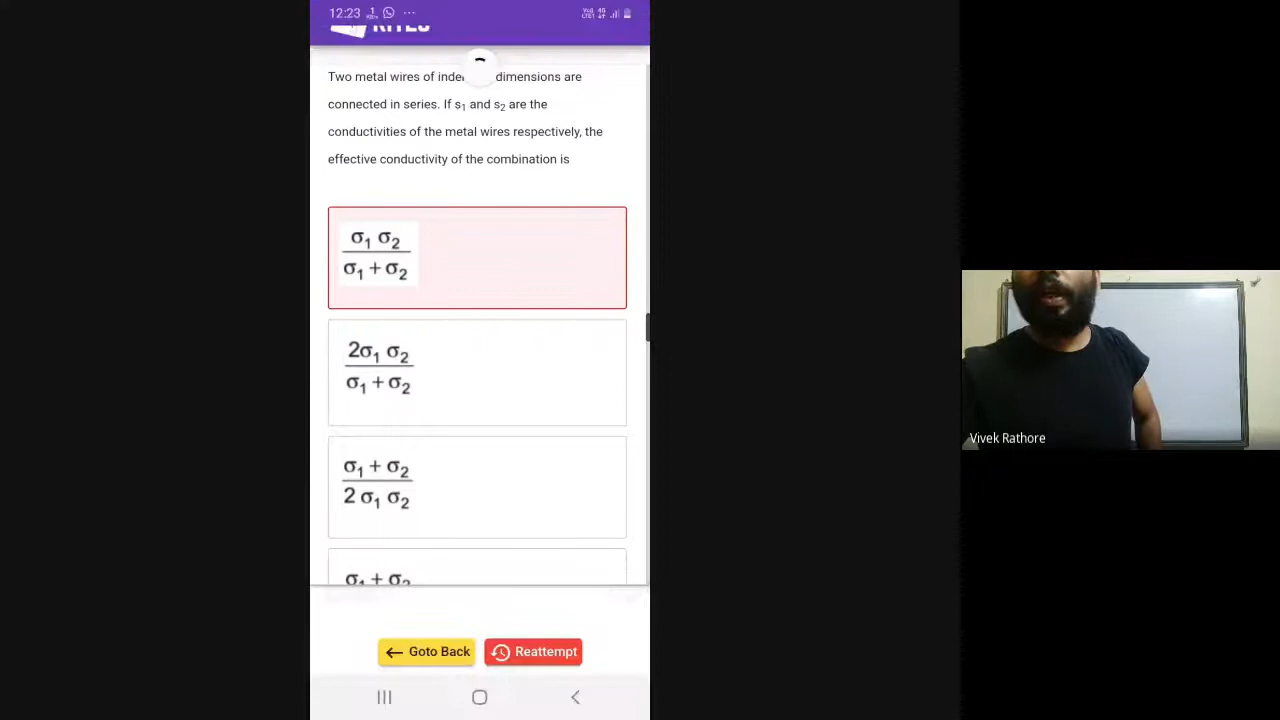 12:23
Two metal wires of dimensions are
connected in series. If s₁ and s₂ are the
conductivities of the metal wires respectively, the
effective conductivity of the combination is
σ₁ σ₂
σ₁ + σ₂
2σ₁ σ₂
σ₁ + σ₂
σ₁ + σ₂
2 σ₁ σ₂
σ₁ + σ₂
Goto Back
Reattempt
Vivek Rathore